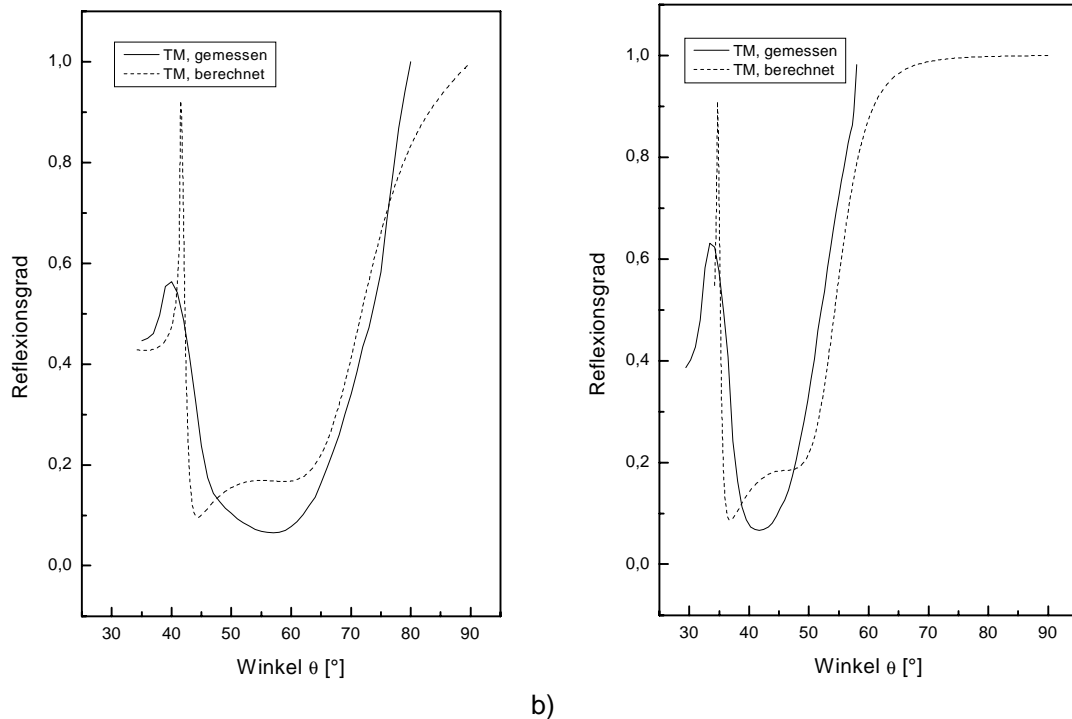 TM, gemessen
TM, berechnet
1,0
0,8
0,6
0,4
0,2
0,0
Reflexionsgrad
30 40 50 60 70 80 90
Winkel θ [°]
TM, gemessen
TM, berechnet
1,0
0,8
0,6
0,4
0,2
0,0
Reflexionsgrad
30 40 50 60 70 80 90
Winkel θ [°]
b)